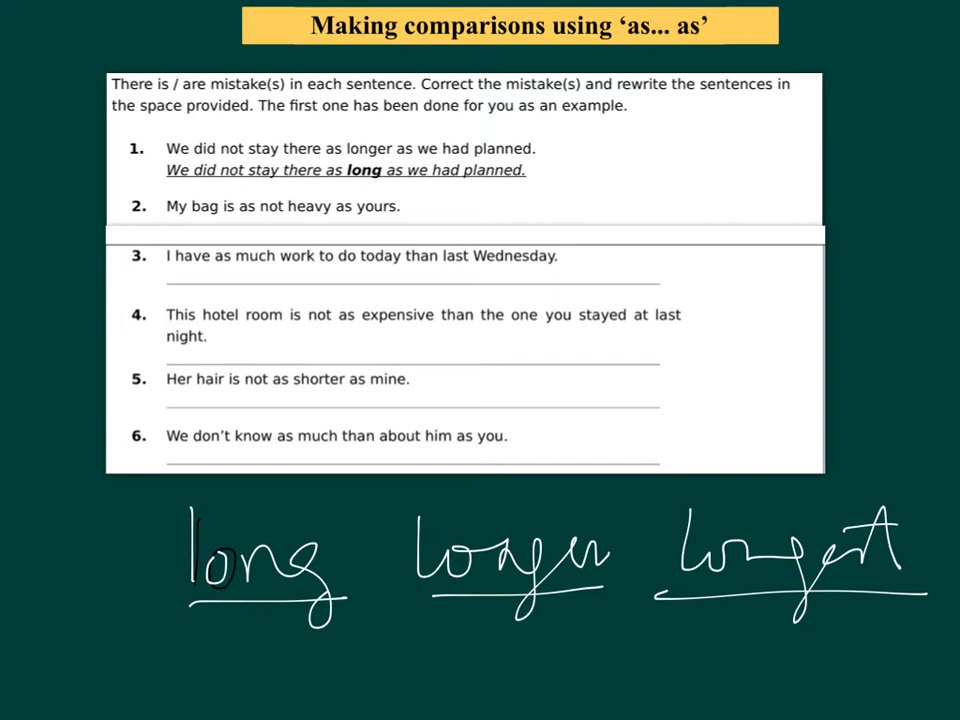 Making comparisons using ‘as... as’
There is / are mistake(s) in each sentence. Correct the mistake(s) and rewrite the sentences in
the space provided. The first one has been done for you as an example.
1. We did not stay there as longer as we had planned.
We did not stay there as long as we had planned.
2. My bag is as not heavy as yours.
3. I have as much work to do today than last Wednesday.
4. This hotel room is not as expensive than the one you stayed at last
night.
5. Her hair is not as shorter as mine.
6. We don’t know as much than about him as you.
long longer longest